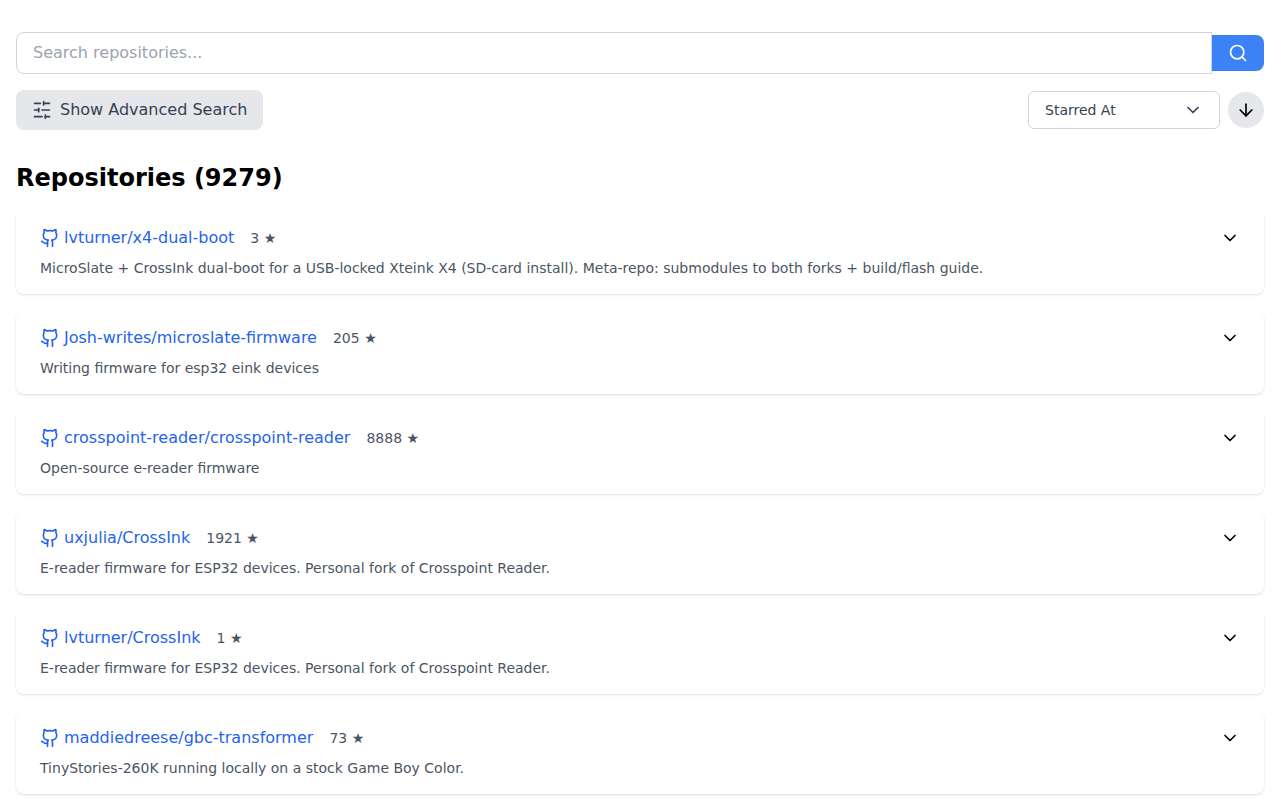 Search repositories...
Show Advanced Search
Starred At
Repositories (9279)
lvturner/x4-dual-boot 3 ★
MicroSlate + CrossInk dual-boot for a USB-locked Xteink X4 (SD-card install). Meta-repo: submodules to both forks + build/flash guide.
Josh-writes/microslate-firmware 205 ★
Writing firmware for esp32 eink devices
crosspoint-reader/crosspoint-reader 8888 ★
Open-source e-reader firmware
uxjulia/CrossInk 1921 ★
E-reader firmware for ESP32 devices. Personal fork of Crosspoint Reader.
lvturner/CrossInk 1 ★
E-reader firmware for ESP32 devices. Personal fork of Crosspoint Reader.
maddiedreese/gbc-transformer 73 ★
TinyStories-260K running locally on a stock Game Boy Color.